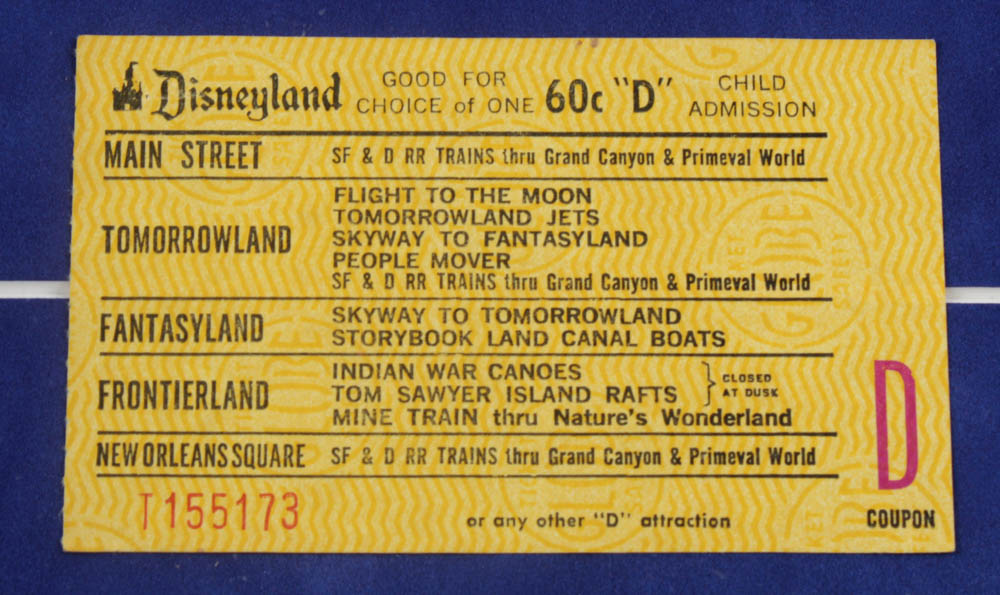 Disneyland GOOD FOR CHOICE of ONE 60c "D" CHILD ADMISSION
MAIN STREET SF & D RR TRAINS thru Grand Canyon & Primeval World
TOMORROWLAND
FLIGHT TO THE MOON
TOMORROWLAND JETS
SKYWAY TO FANTASYLAND
PEOPLE MOVER
SF & D RR TRAINS thru Grand Canyon & Primeval World
FANTASYLAND
SKYWAY TO TOMORROWLAND
STORYBOOK LAND CANAL BOATS
FRONTIERLAND
INDIAN WAR CANOES
TOM SAWYER ISLAND RAFTS
CLOSED
AT DUSK
MINE TRAIN thru Nature's Wonderland
NEW ORLEANS SQUARE SF & D RR TRAINS thru Grand Canyon & Primeval World
D
COUPON
T155173
or any other "D" attraction